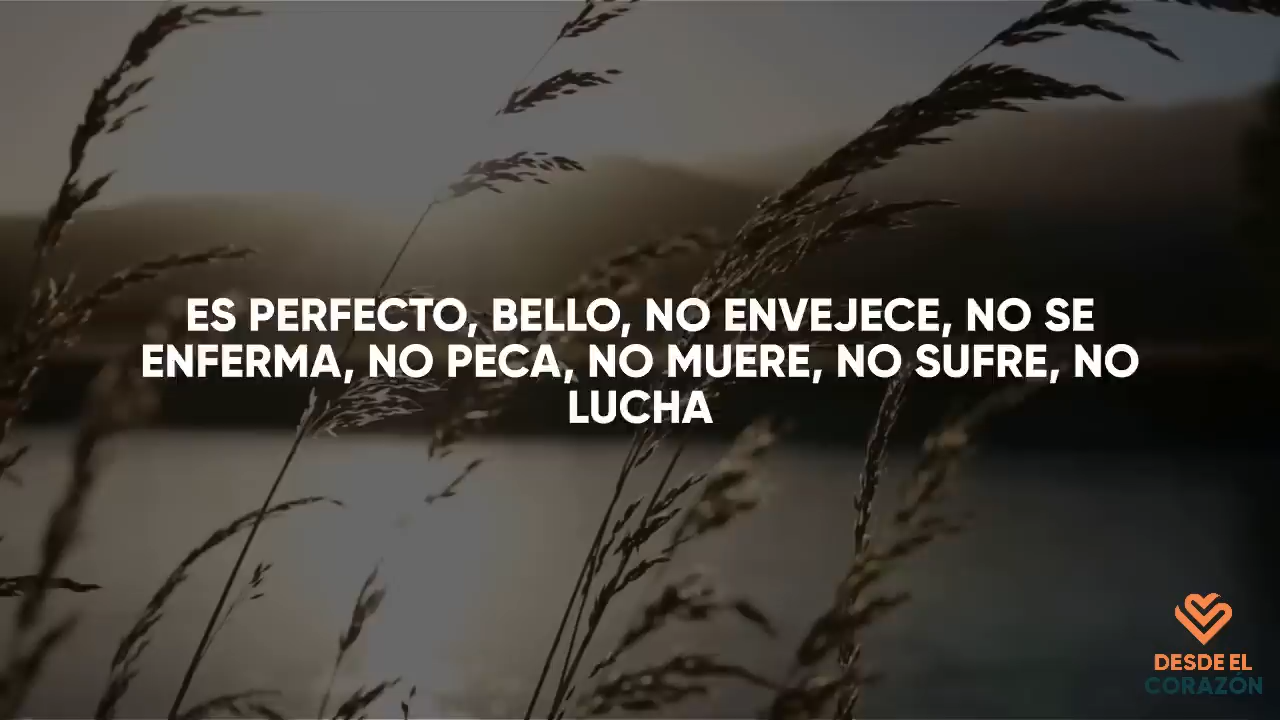 ES PERFECTO, BELLO, NO ENVEJECE, NO SE
ENFERMA, NO PECA, NO MUERE, NO SUFRE, NO
LUCHA
DESDE EL
CORAZÓN